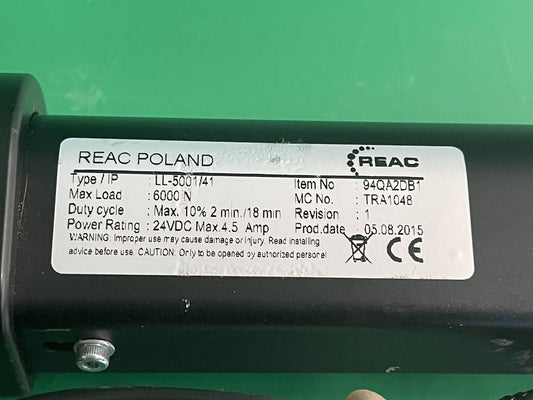 REAC POLAND REAC
Type / IP : LL-5001/41 Item No : 94QA2DB1
Max Load : 6000 N MC No. : TRA1048
Duty cycle : Max. 10% 2 min./18 min Revision : 1
Power Rating : 24VDC Max. 4.5 Amp Prod.date : 05.08.2015
WARNING: Improper use may cause damage or injury. Read installing
advice before use. CAUTION: Only to be opened by authorized personel
CE